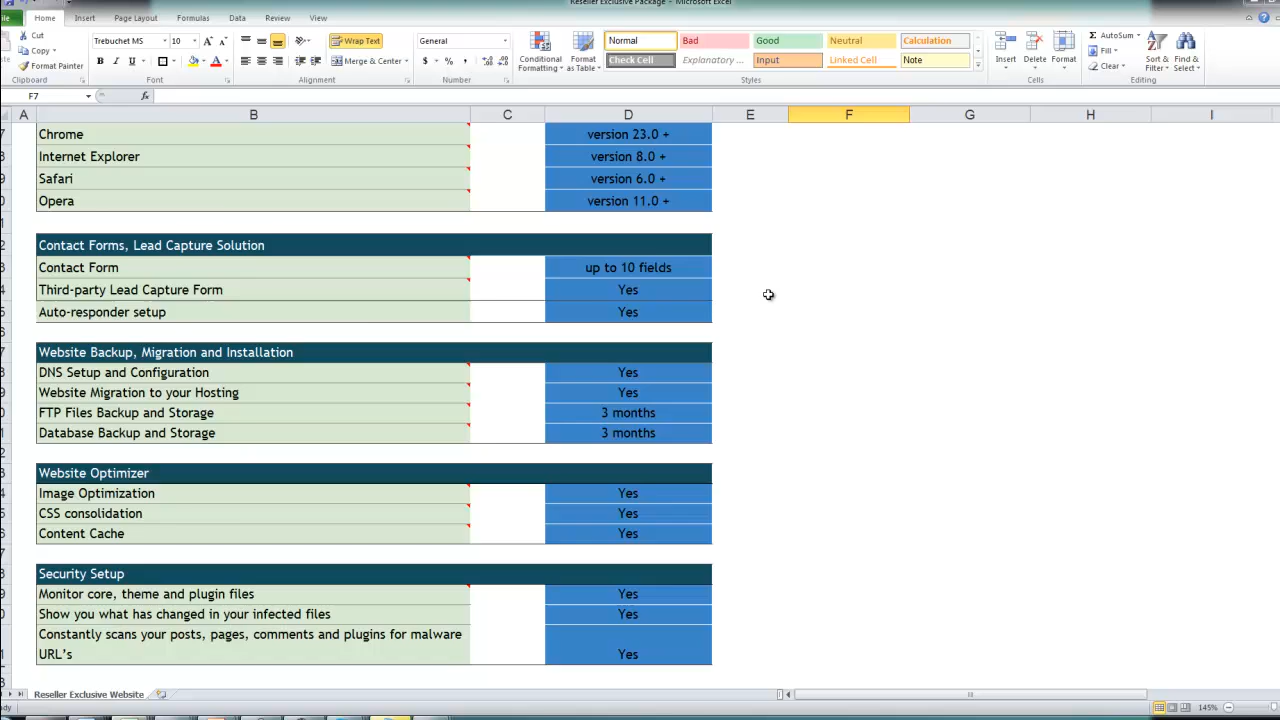 Reseller Exclusive Package - Microsoft Excel
File Home Insert Page Layout Formulas Data Review View
Cut
Copy
Format Painter
Clipboard
Trebuchet MS 10
B I U
Font
Wrap Text
Merge & Center
Alignment
General
$ % ,
Number
Conditional Formatting
Format as Table
Normal Bad Good Neutral Calculation
Check Cell Explanatory ... Input Linked Cell Note
Styles
Insert Delete Format
Cells
AutoSum
Fill
Clear
Sort & Filter
Find & Select
Editing
F7 fx
A B C D E F G H I
Chrome version 23.0 +
Internet Explorer version 8.0 +
Safari version 6.0 +
Opera version 11.0 +
Contact Forms, Lead Capture Solution
Contact Form up to 10 fields
Third-party Lead Capture Form Yes
Auto-responder setup Yes
Website Backup, Migration and Installation
DNS Setup and Configuration Yes
Website Migration to your Hosting Yes
FTP Files Backup and Storage 3 months
Database Backup and Storage 3 months
Website Optimizer
Image Optimization Yes
CSS consolidation Yes
Content Cache Yes
Security Setup
Monitor core, theme and plugin files Yes
Show you what has changed in your infected files Yes
Constantly scans your posts, pages, comments and plugins for malware
URL's Yes
Reseller Exclusive Website
145%